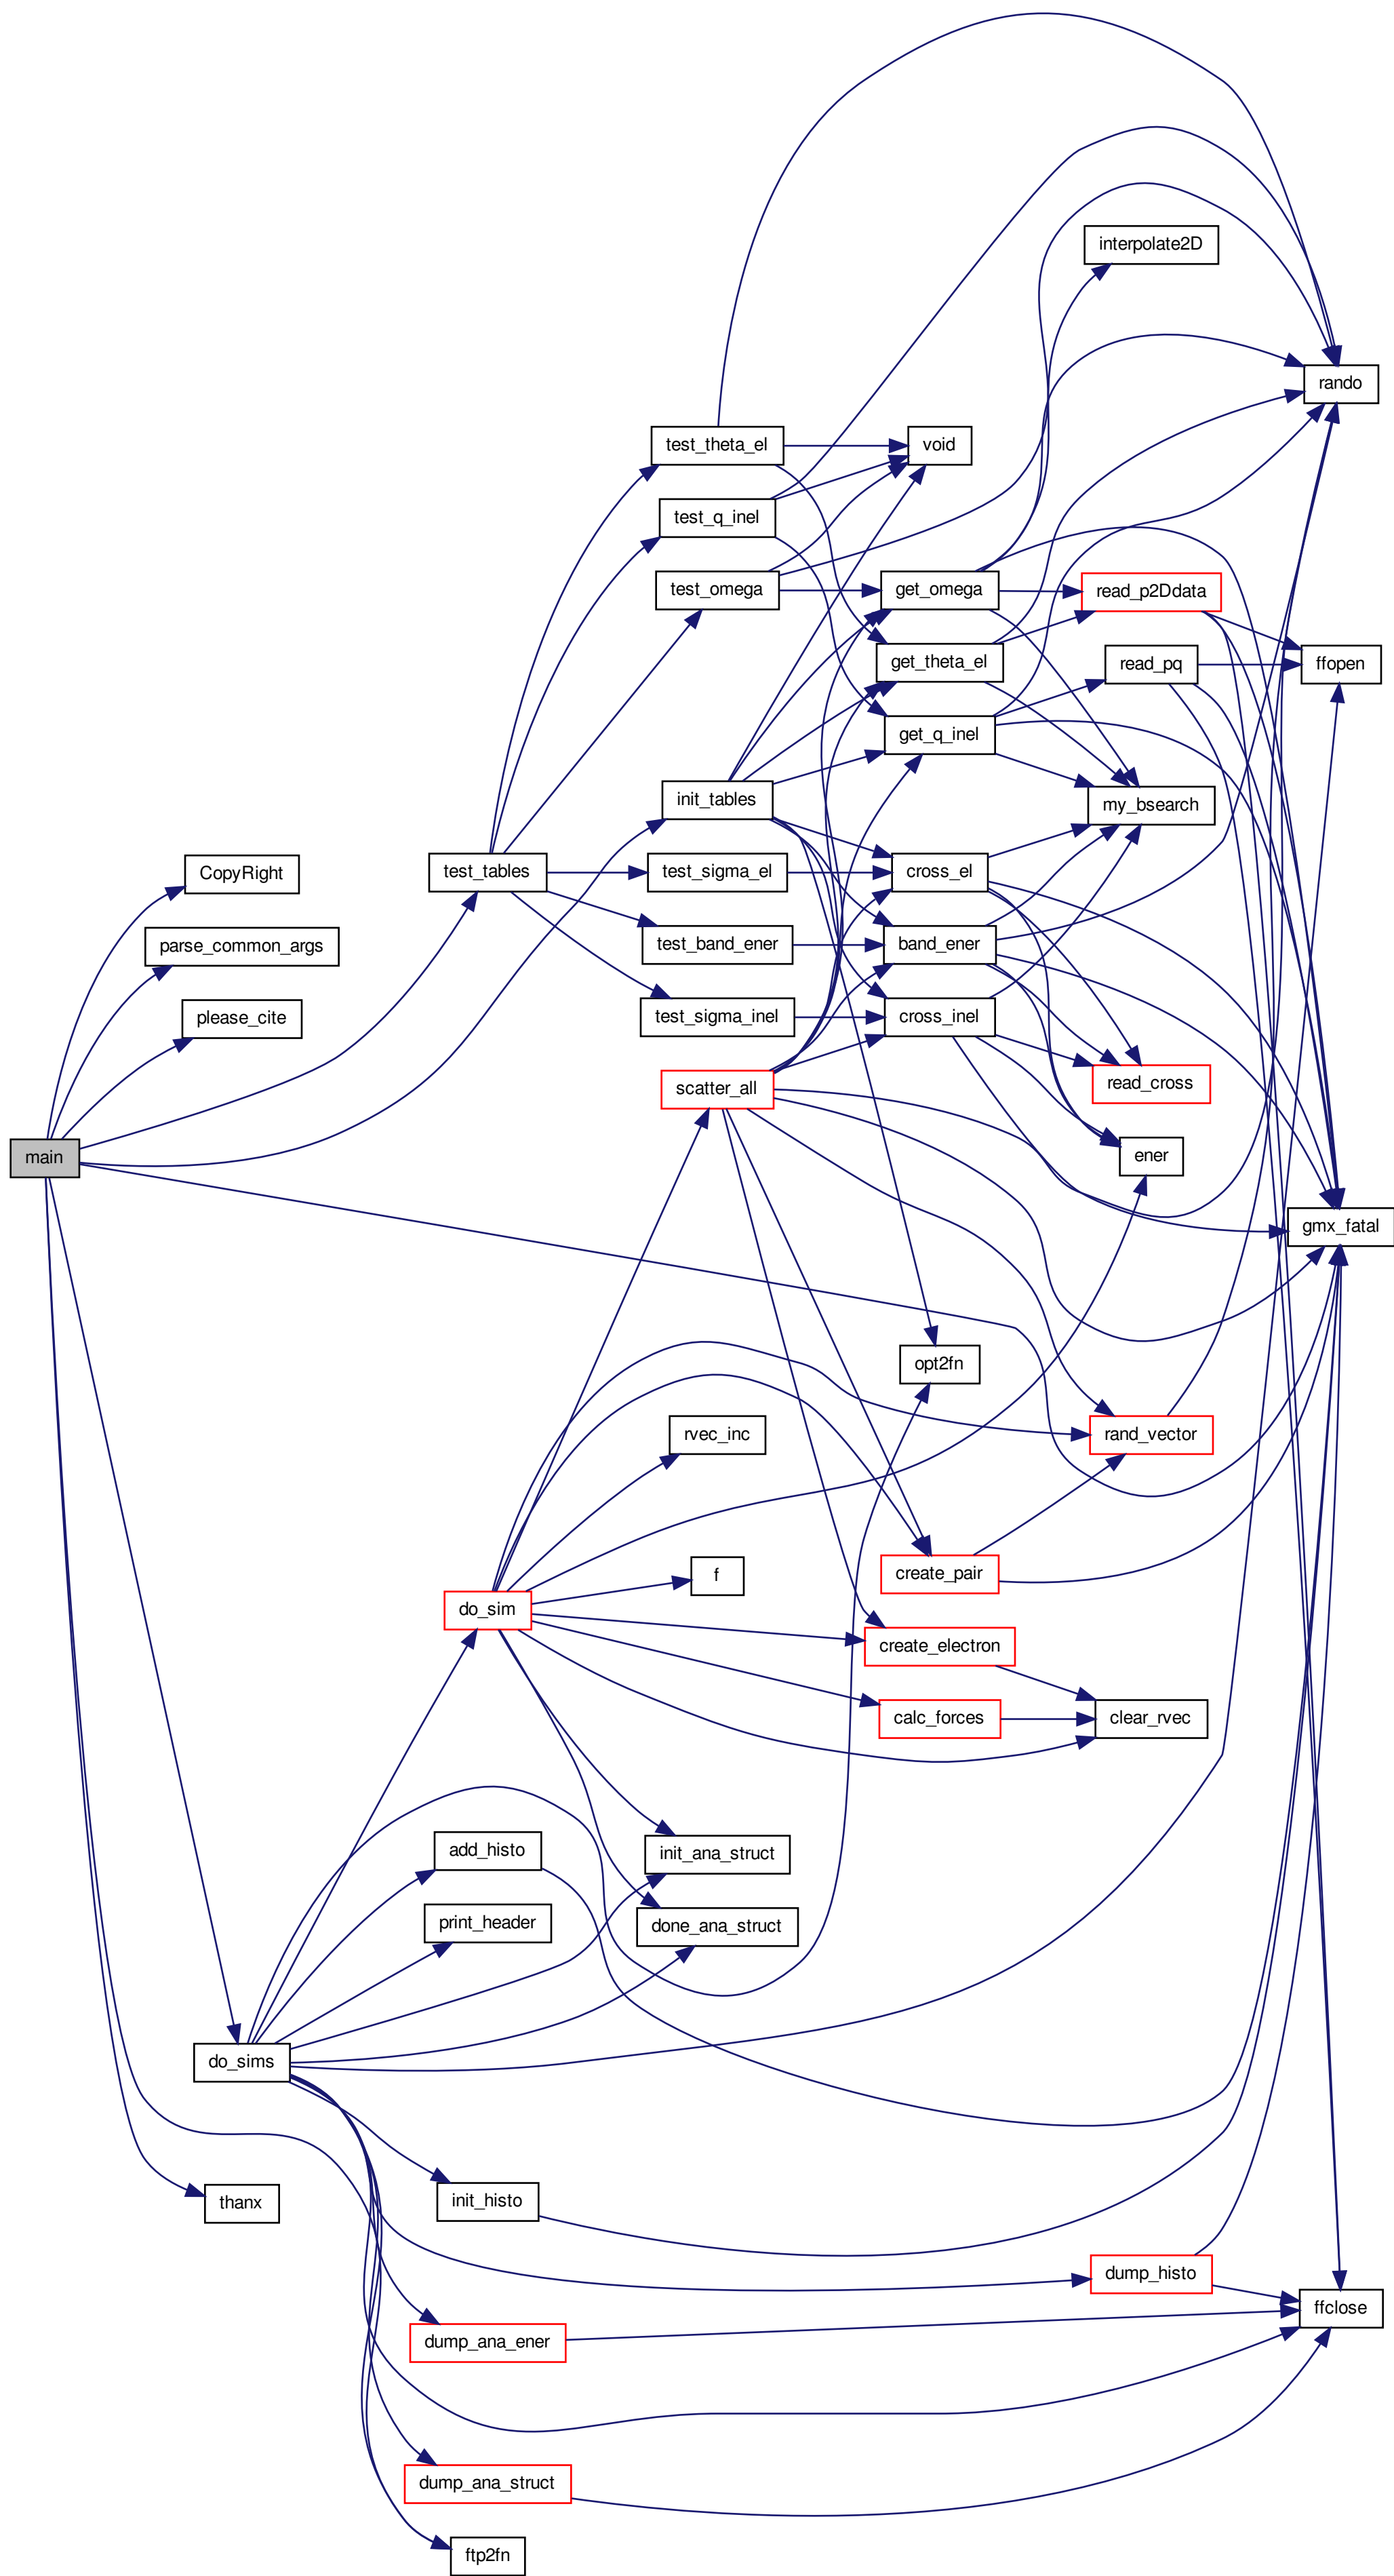 interpolate2D
rando
test_theta_el
void
test_q_inel
test_omega
get_omega
read_p2Ddata
get_theta_el
read_pq
ffopen
get_q_inel
init_tables
my_bsearch
CopyRight
test_tables
test_sigma_el
cross_el
parse_common_args
test_band_ener
band_ener
please_cite
test_sigma_inel
cross_inel
scatter_all
read_cross
main
ener
gmx_fatal
opt2fn
rvec_inc
rand_vector
f
create_pair
do_sim
create_electron
calc_forces
clear_rvec
add_histo
init_ana_struct
print_header
done_ana_struct
do_sims
thanx
init_histo
dump_histo
ffclose
dump_ana_ener
dump_ana_struct
ftp2fn